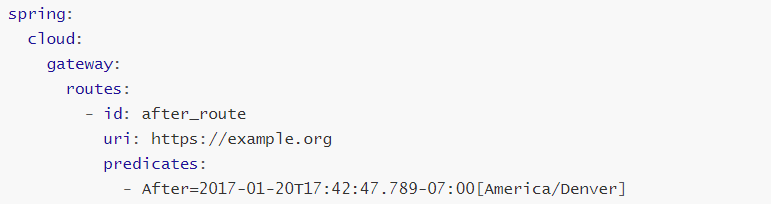 spring:
  cloud:
    gateway:
      routes:
        - id: after_route
          uri: https://example.org
          predicates:
            - After=2017-01-20T17:42:47.789-07:00[America/Denver]